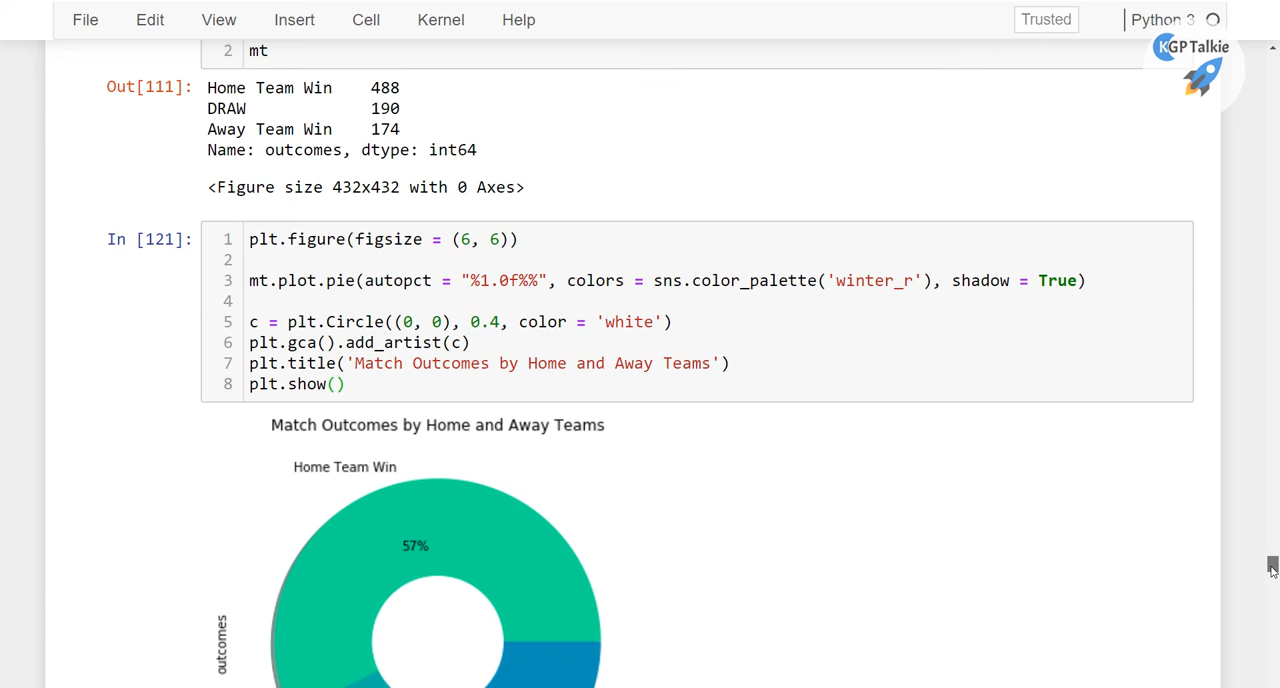 File Edit View Insert Cell Kernel Help Trusted Python 3
KGP Talkie
2 mt
Out[111]: Home Team Win 488
DRAW 190
Away Team Win 174
Name: outcomes, dtype: int64
<Figure size 432x432 with 0 Axes>
In [121]: 1 plt.figure(figsize = (6, 6))
2
3 mt.plot.pie(autopct = "%1.0f%%", colors = sns.color_palette('winter_r'), shadow = True)
4
5 c = plt.Circle((0, 0), 0.4, color = 'white')
6 plt.gca().add_artist(c)
7 plt.title('Match Outcomes by Home and Away Teams')
8 plt.show()
Match Outcomes by Home and Away Teams
Home Team Win
57%
outcomes